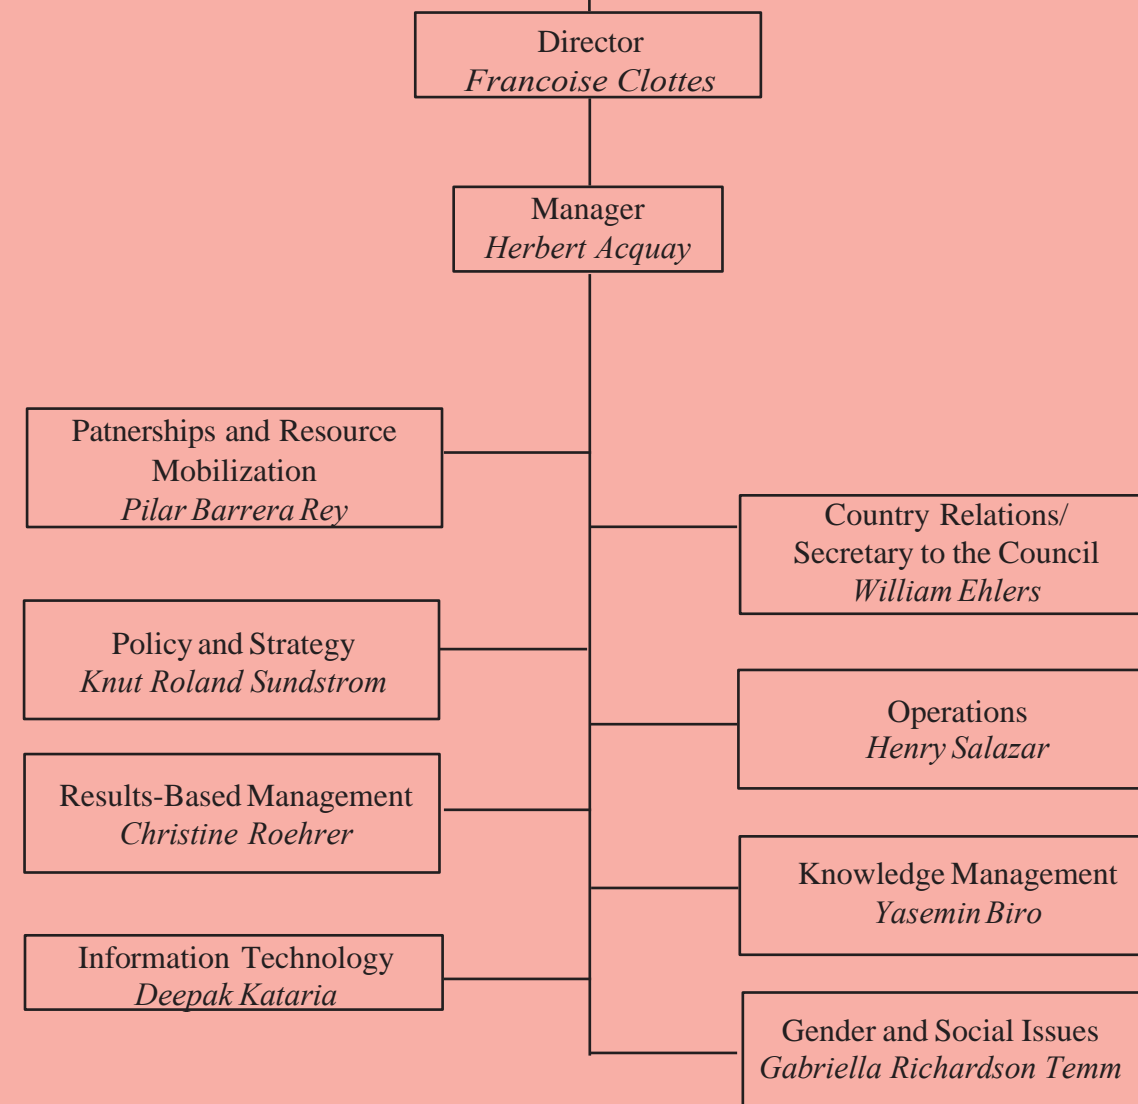 Director
Francoise Clottes
Manager
Herbert Acquay
Patnerships and Resource
Mobilization
Pilar Barrera Rey
Country Relations/
Secretary to the Council
William Ehlers
Policy and Strategy
Knut Roland Sundstrom
Operations
Henry Salazar
Results-Based Management
Christine Roehrer
Knowledge Management
Yasemin Biro
Information Technology
Deepak Kataria
Gender and Social Issues
Gabriella Richardson Temm